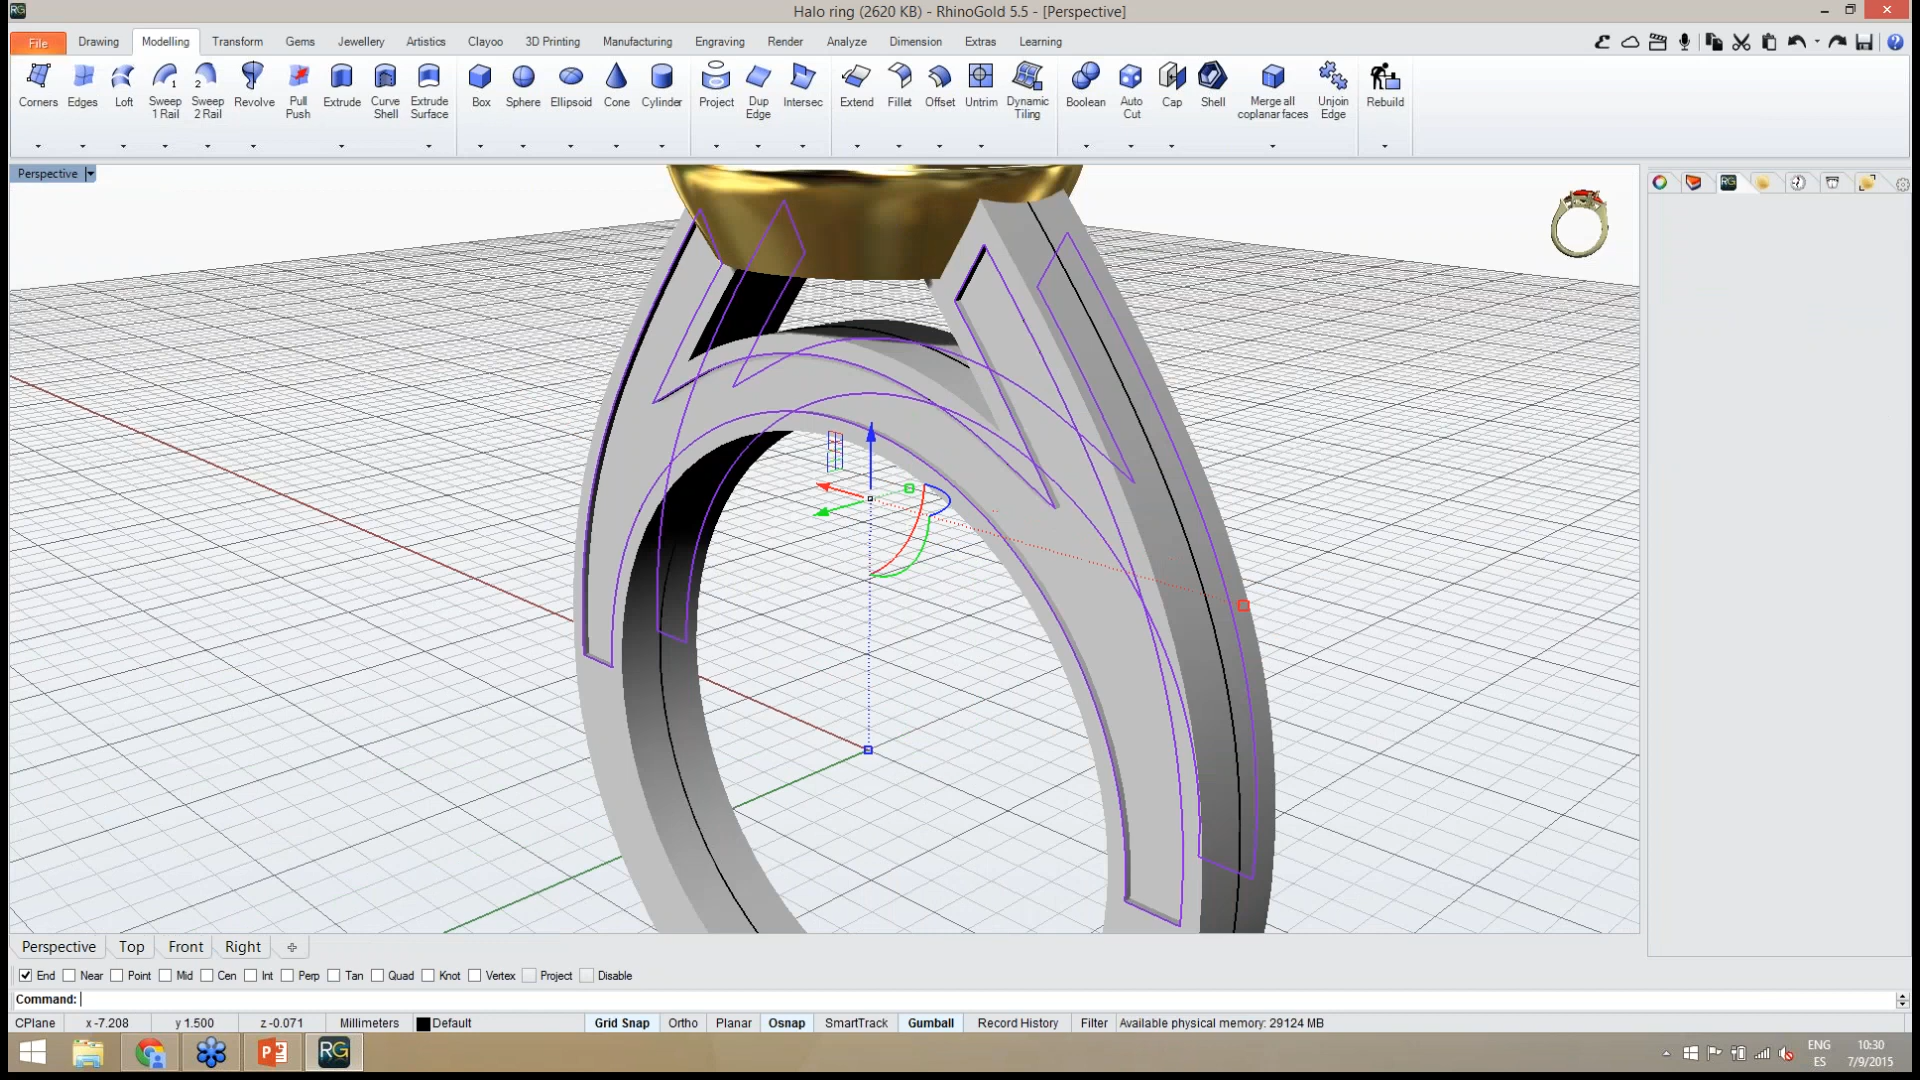 RG
Halo ring (2620 KB) - RhinoGold 5.5 - [Perspective]
File Drawing Modelling Transform Gems Jewellery Artistics Clayoo 3D Printing Manufacturing Engraving Render Analyze Dimension Extras Learning
Corners Edges Loft Sweep 1 Rail Sweep 2 Rail Revolve Pull Push Extrude Curve Shell Extrude Surface Box Sphere Ellipsoid Cone Cylinder Project Dup Edge Intersec Extend Fillet Offset Untrim Dynamic Tiling Boolean Auto Cut Cap Shell Merge all coplanar faces Unjoin Edge Rebuild
Perspective
RG
Perspective Top Front Right
End Near Point Mid Cen Int Perp Tan Quad Knot Vertex Project Disable
Command:
CPlane x -7.208 y 1.500 z -0.071 Millimeters Default Grid Snap Ortho Planar Osnap SmartTrack Gumball Record History Filter Available physical memory: 29124 MB
RG
ENG 10:30
ES 7/9/2015